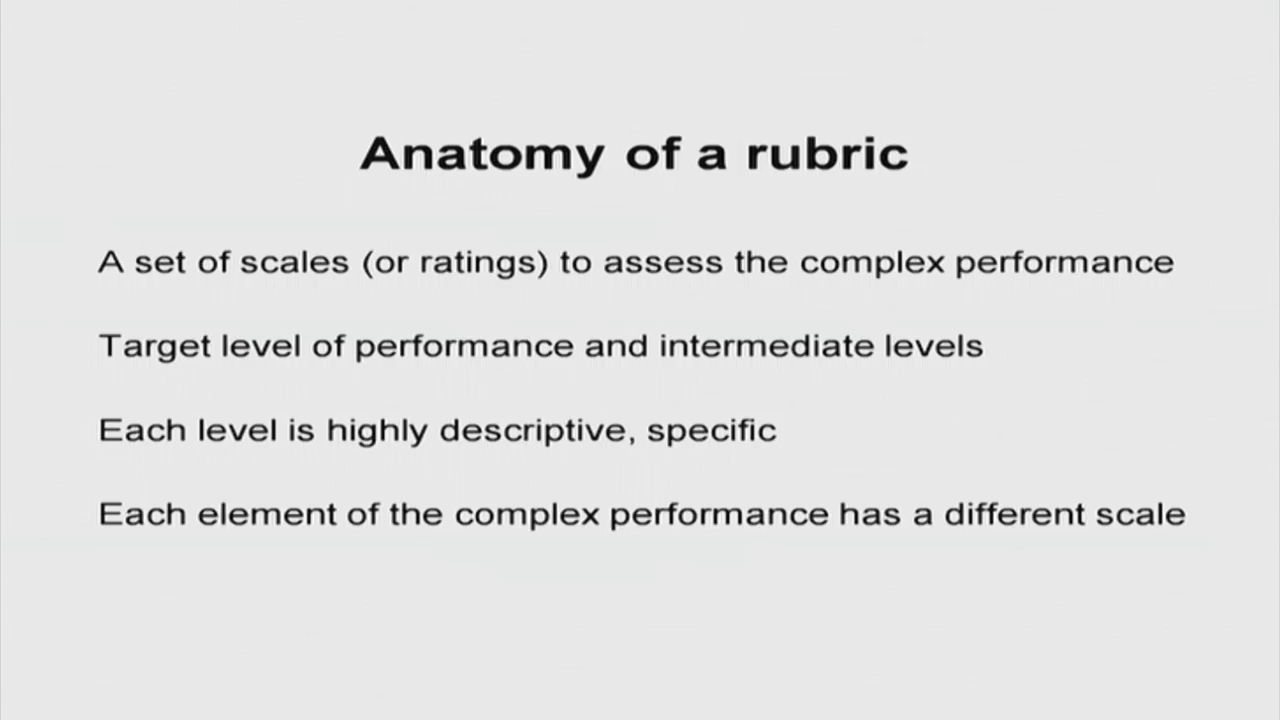 Anatomy of a rubric
A set of scales (or ratings) to assess the complex performance
Target level of performance and intermediate levels
Each level is highly descriptive, specific
Each element of the complex performance has a different scale